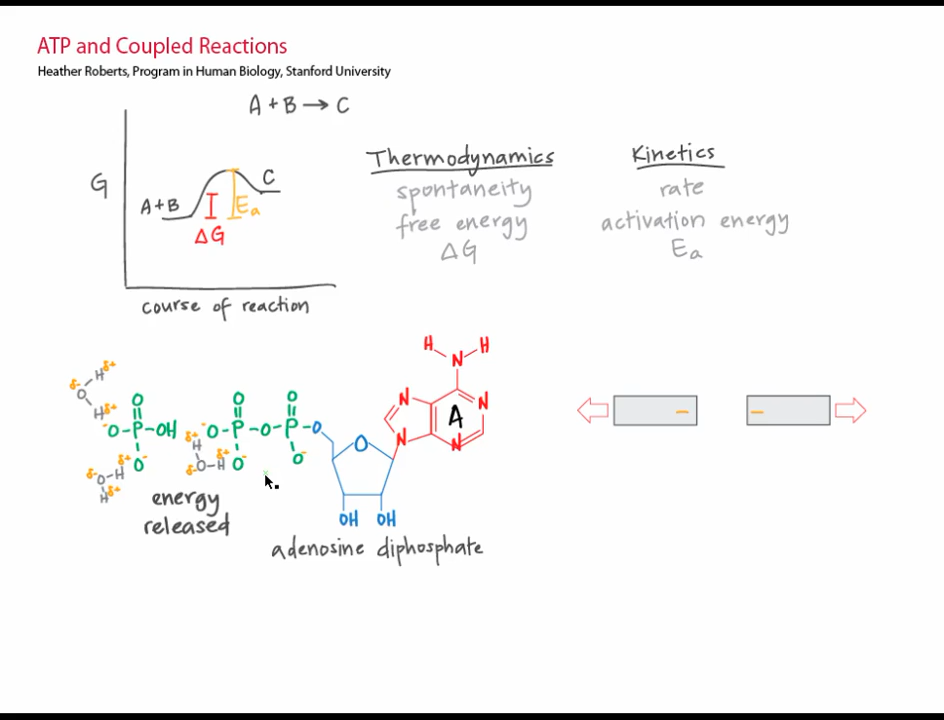 ATP and Coupled Reactions
Heather Roberts, Program in Human Biology, Stanford University
A + B → C
G
A+B
C
Ea
ΔG
course of reaction
Thermodynamics
spontaneity
free energy
ΔG
Kinetics
rate
activation energy
Ea
H H
N
N N
A
N N
δ- H δ+
O
H δ+
O O O
-O-P-OH -O-P-O-P-O
O- O- O-
δ+
H δ+
δ- O-H
δ- O-H δ+
H δ+
O
OH OH
energy
released
adenosine diphosphate